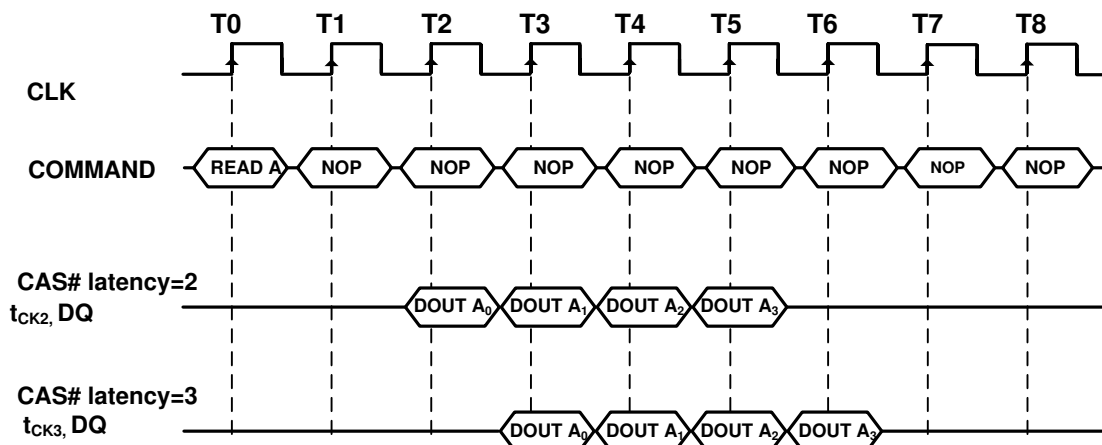 T0 T1 T2 T3 T4 T5 T6 T7 T8
CLK
COMMAND READ A NOP NOP NOP NOP NOP NOP NOP NOP
CAS# latency=2
tCK2, DQ DOUT A0 DOUT A1 DOUT A2 DOUT A3
CAS# latency=3
tCK3, DQ DOUT A0 DOUT A1 DOUT A2 DOUT A3